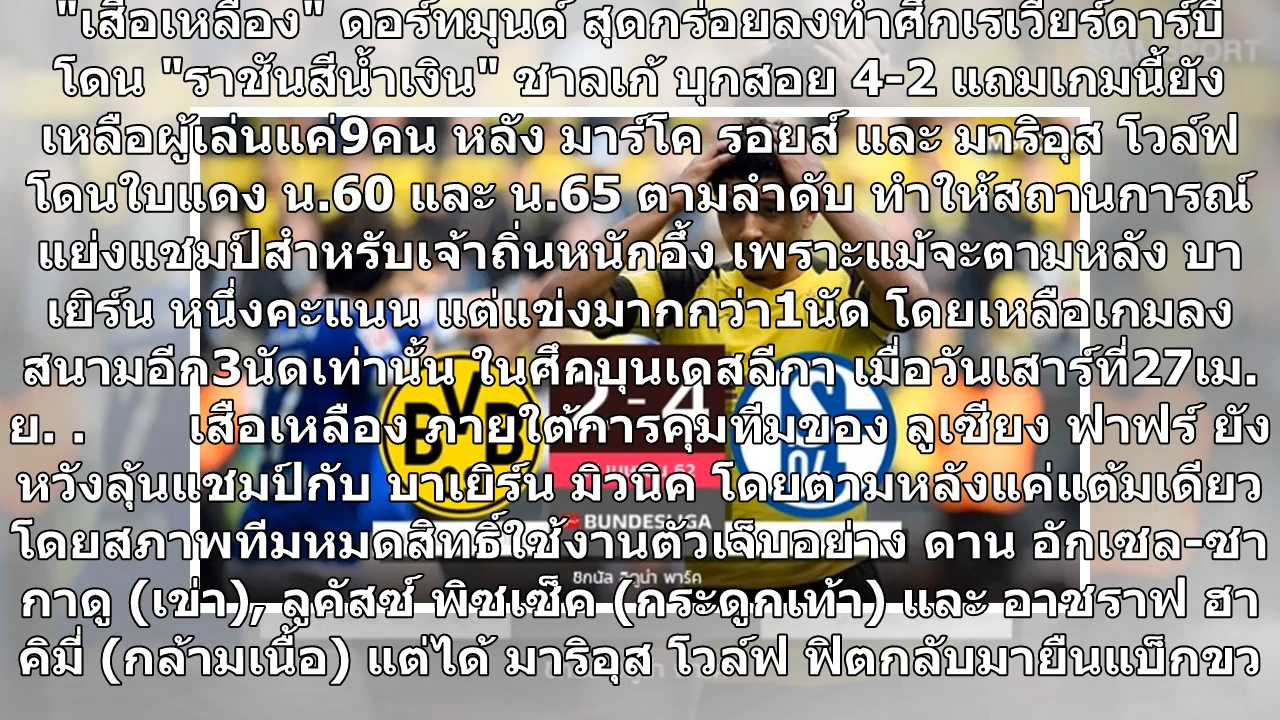 "เสือเหลือง" ดอร์ทมุนด์ สุดกร่อยลงทำศึกเรเวียร์ดาร์บี้
โดน "ราชันสีน้ำเงิน" ชาลเก้ บุกสอย 4-2 แถมเกมนี้ยัง
เหลือผู้เล่นแค่9คน หลัง มาร์โค รอยส์ และ มาริอุส โวล์ฟ
โดนใบแดง น.60 และ น.65 ตามลำดับ ทำให้สถานการณ์
แย่งแชมป์สำหรับเจ้าถิ่นหนักอึ้ง เพราะแม้จะตามหลัง บา
เยิร์น หนึ่งคะแนน แต่แข่งมากกว่า1นัด โดยเหลือเกมลง
สนามอีก3นัดเท่านั้น ในศึกบุนเดสลีกา เมื่อวันเสาร์ที่27เม.
ย. . เสือเหลือง ภายใต้การคุมทีมของ ลูเซียง ฟาฟร์ ยัง
หวังลุ้นแชมป์กับ บาเยิร์น มิวนิค โดยตามหลังแค่แต้มเดียว
โดยสภาพทีมหมดสิทธิ์ใช้งานตัวเจ็บอย่าง ดาน อักเซล-ซา
กาดู (เข่า), ลูคัสซ์ พิซเซ็ค (กระดูกเท้า) และ อาชราฟ ฮา
คิมี่ (กล้ามเนื้อ) แต่ได้ มาริอุส โวล์ฟ ฟิตกลับมายืนแบ็กขว
BVB
09
2-4
S
04
62
BUNDESLIGA
ซิกนัล อิดูน่า พาร์ค